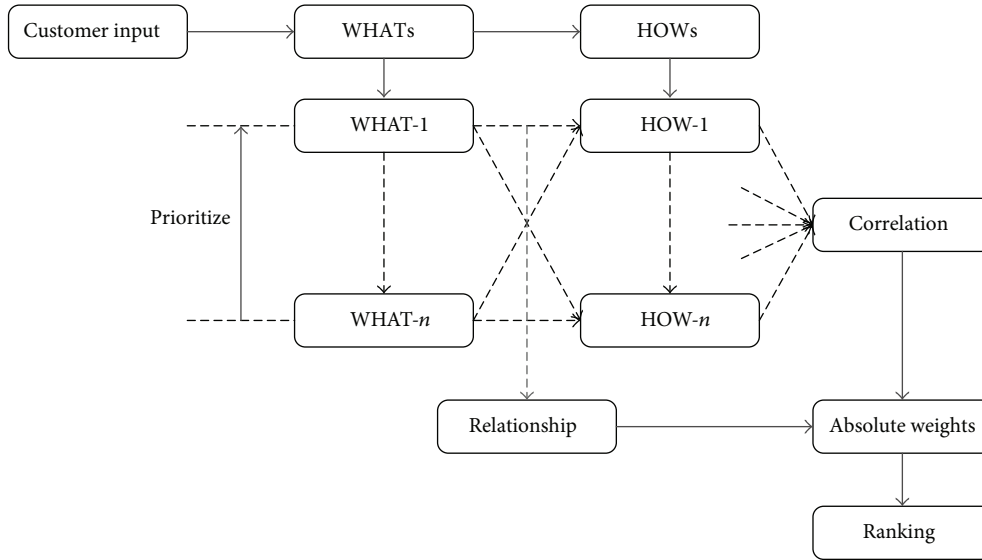 Customer input
WHATs
HOWs
WHAT-1
HOW-1
Prioritize
Correlation
WHAT-n
HOW-n
Relationship
Absolute weights
Ranking